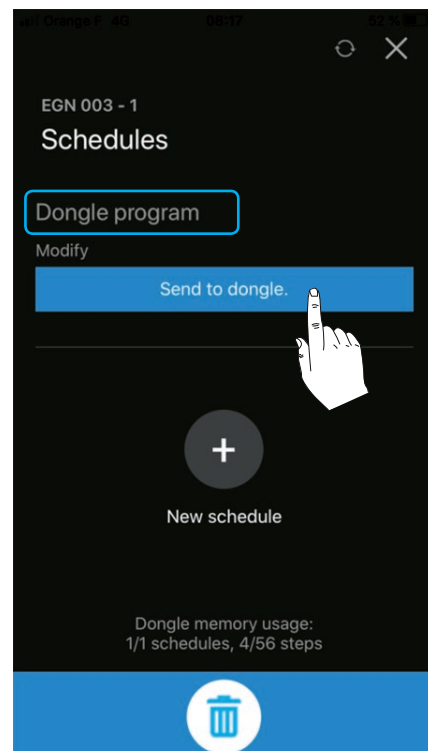 Orange F 4G 08:17 52 %
EGN 003 - 1
Schedules
Dongle program
Modify
Send to dongle.
+
New schedule
Dongle memory usage:
1/1 schedules, 4/56 steps